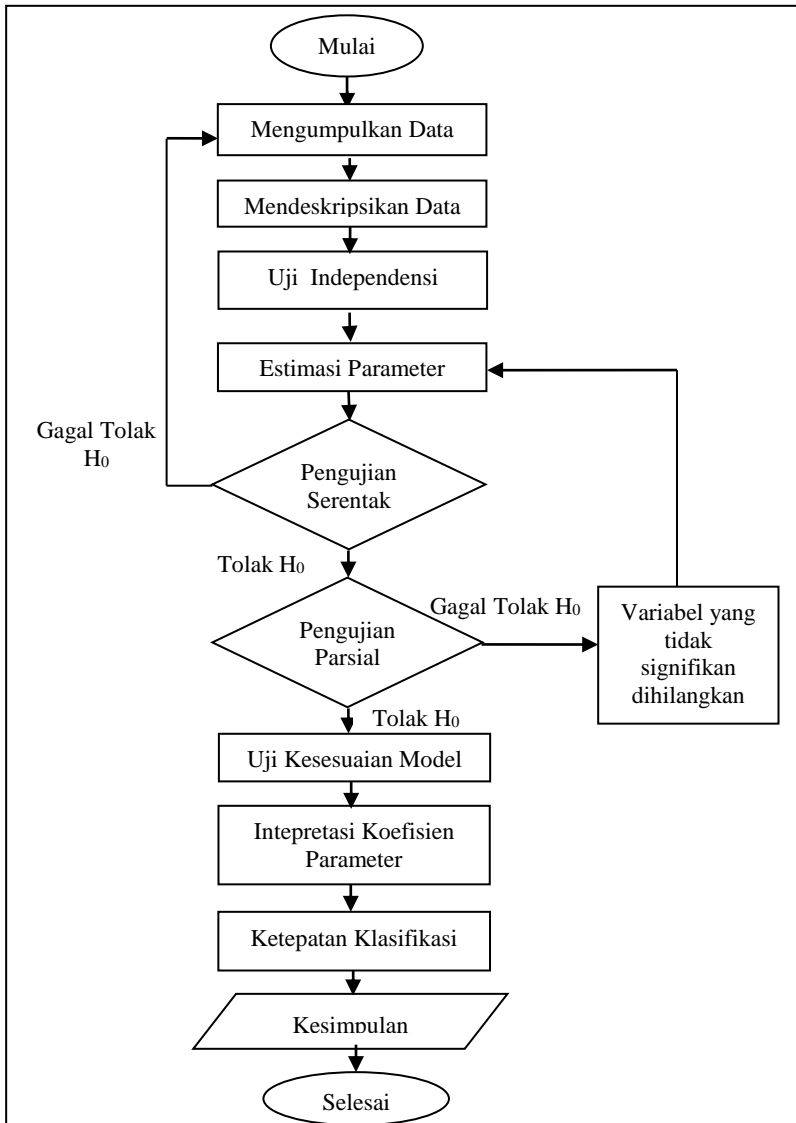 Mulai
Mengumpulkan Data
Mendeskripsikan Data
Uji Independensi
Estimasi Parameter
Gagal Tolak
H0
Pengujian
Serentak
Tolak H0
Gagal Tolak H0
Pengujian
Parsial
Variabel yang
tidak
signifikan
dihilangkan
Tolak H0
Uji Kesesuaian Model
Intepretasi Koefisien
Parameter
Ketepatan Klasifikasi
Kesimpulan
Selesai